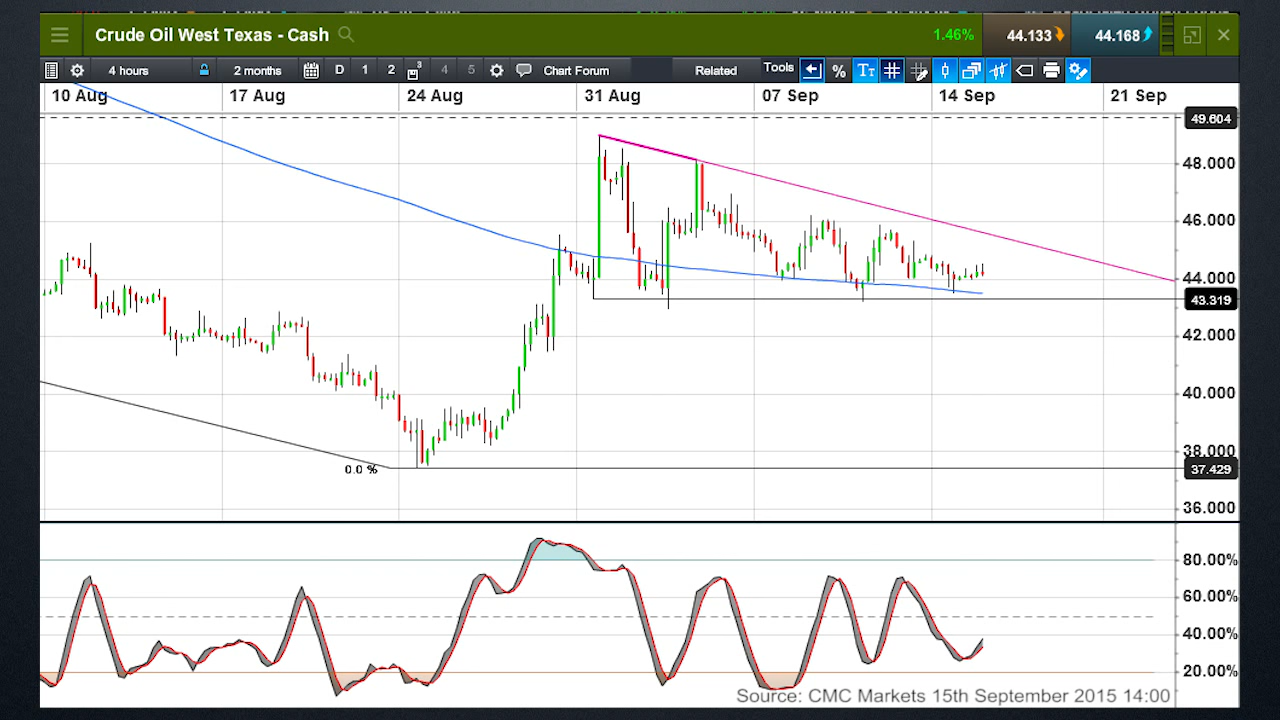 Crude Oil West Texas - Cash 1.46% 44.133 44.168
4 hours 2 months D 1 2 3 4 5 Chart Forum Related Tools % TT
10 Aug 17 Aug 24 Aug 31 Aug 07 Sep 14 Sep 21 Sep
49.604
48.000
46.000
44.000
43.319
42.000
40.000
38.000
0.0 % 37.429
36.000
80.00%
60.00%
40.00%
20.00%
Source: CMC Markets 15th September 2015 14:00